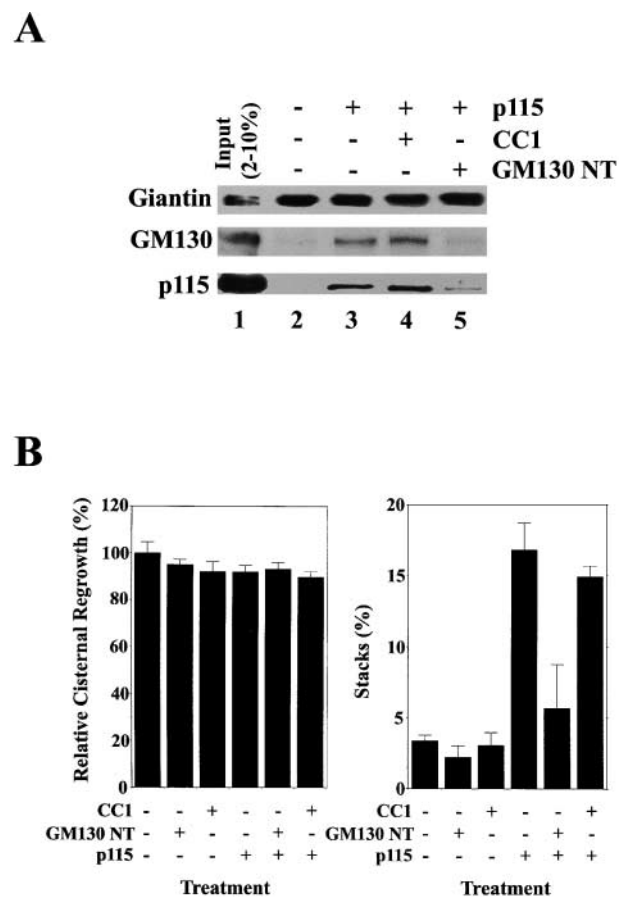 A
Input
(2-10%)
- + + + p115
- - + - CC1
- - - + GM130 NT
Giantin
GM130
p115
1 2 3 4 5
B
Relative Cisternal Regrowth (%)
120
100
80
60
40
20
0
CC1 - - + - - +
GM130 NT - + - - + -
p115 - - - + + +
Treatment
Stacks (%)
20
15
10
5
0
CC1 - - + - - +
GM130 NT - + - - + -
p115 - - - + + +
Treatment